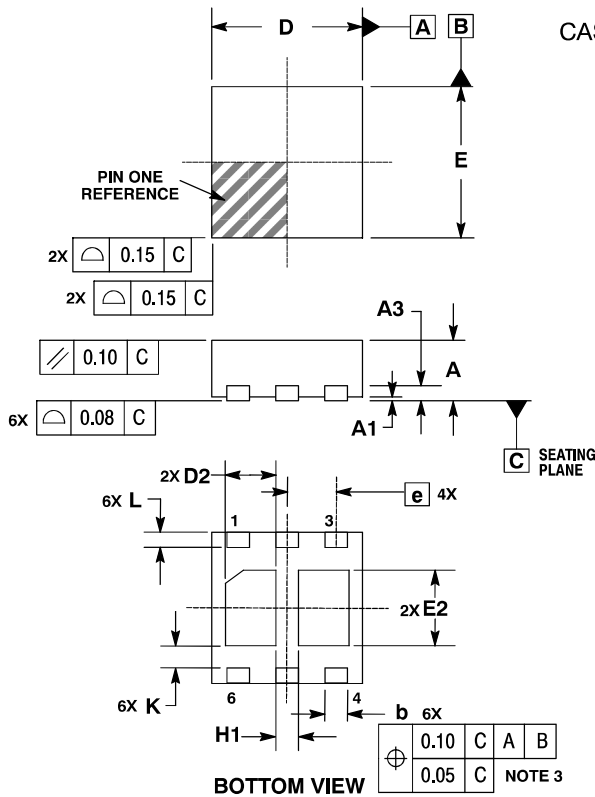 D
A
B
CAS
E
PIN ONE
REFERENCE
2X 0.15 C
2X 0.15 C
A3
0.10 C
A
6X 0.08 C
A1
C SEATING
PLANE
2X D2
e 4X
6X L
1 3
2X E2
6X K
6 4
b 6X
H1
0.10 C A B
0.05 C NOTE 3
BOTTOM VIEW